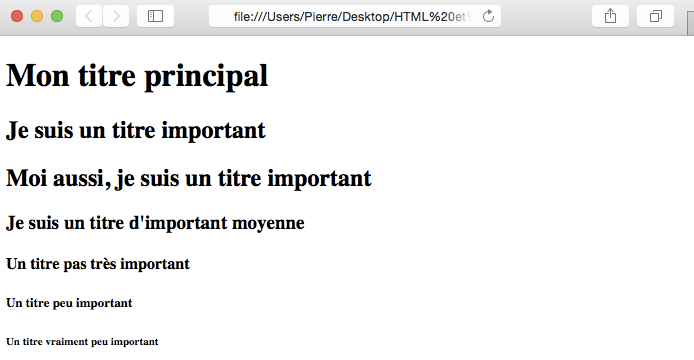 file:///Users/Pierre/Desktop/HTML%20et%
Mon titre principal
Je suis un titre important
Moi aussi, je suis un titre important
Je suis un titre d'important moyenne
Un titre pas très important
Un titre peu important
Un titre vraiment peu important